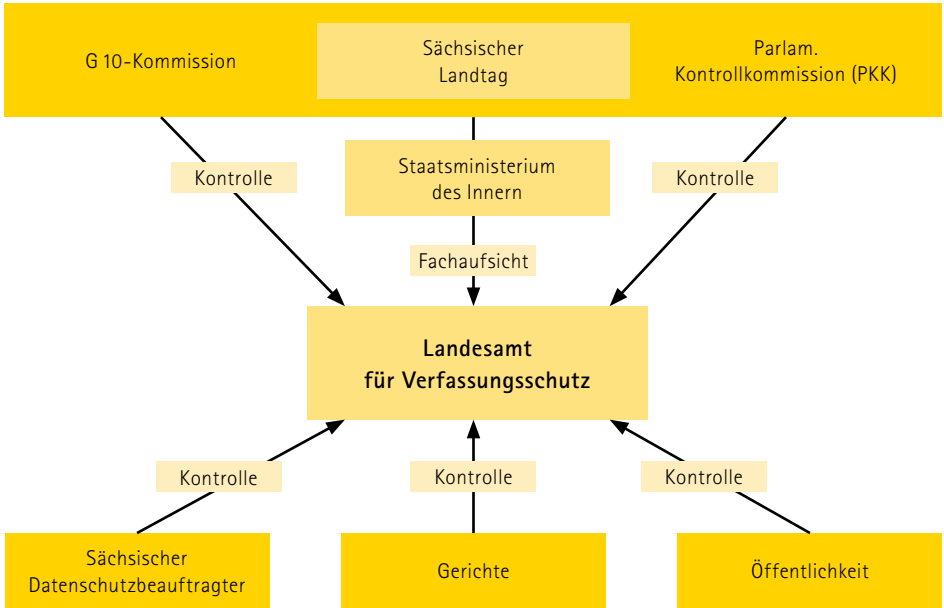 G 10-Kommission
Sächsischer
Landtag
Parlam.
Kontrollkommission (PKK)
Kontrolle
Staatsministerium
des Innern
Kontrolle
Fachaufsicht
Landesamt
für Verfassungsschutz
Kontrolle
Kontrolle
Kontrolle
Sächsischer
Datenschutzbeauftragter
Gerichte
Öffentlichkeit